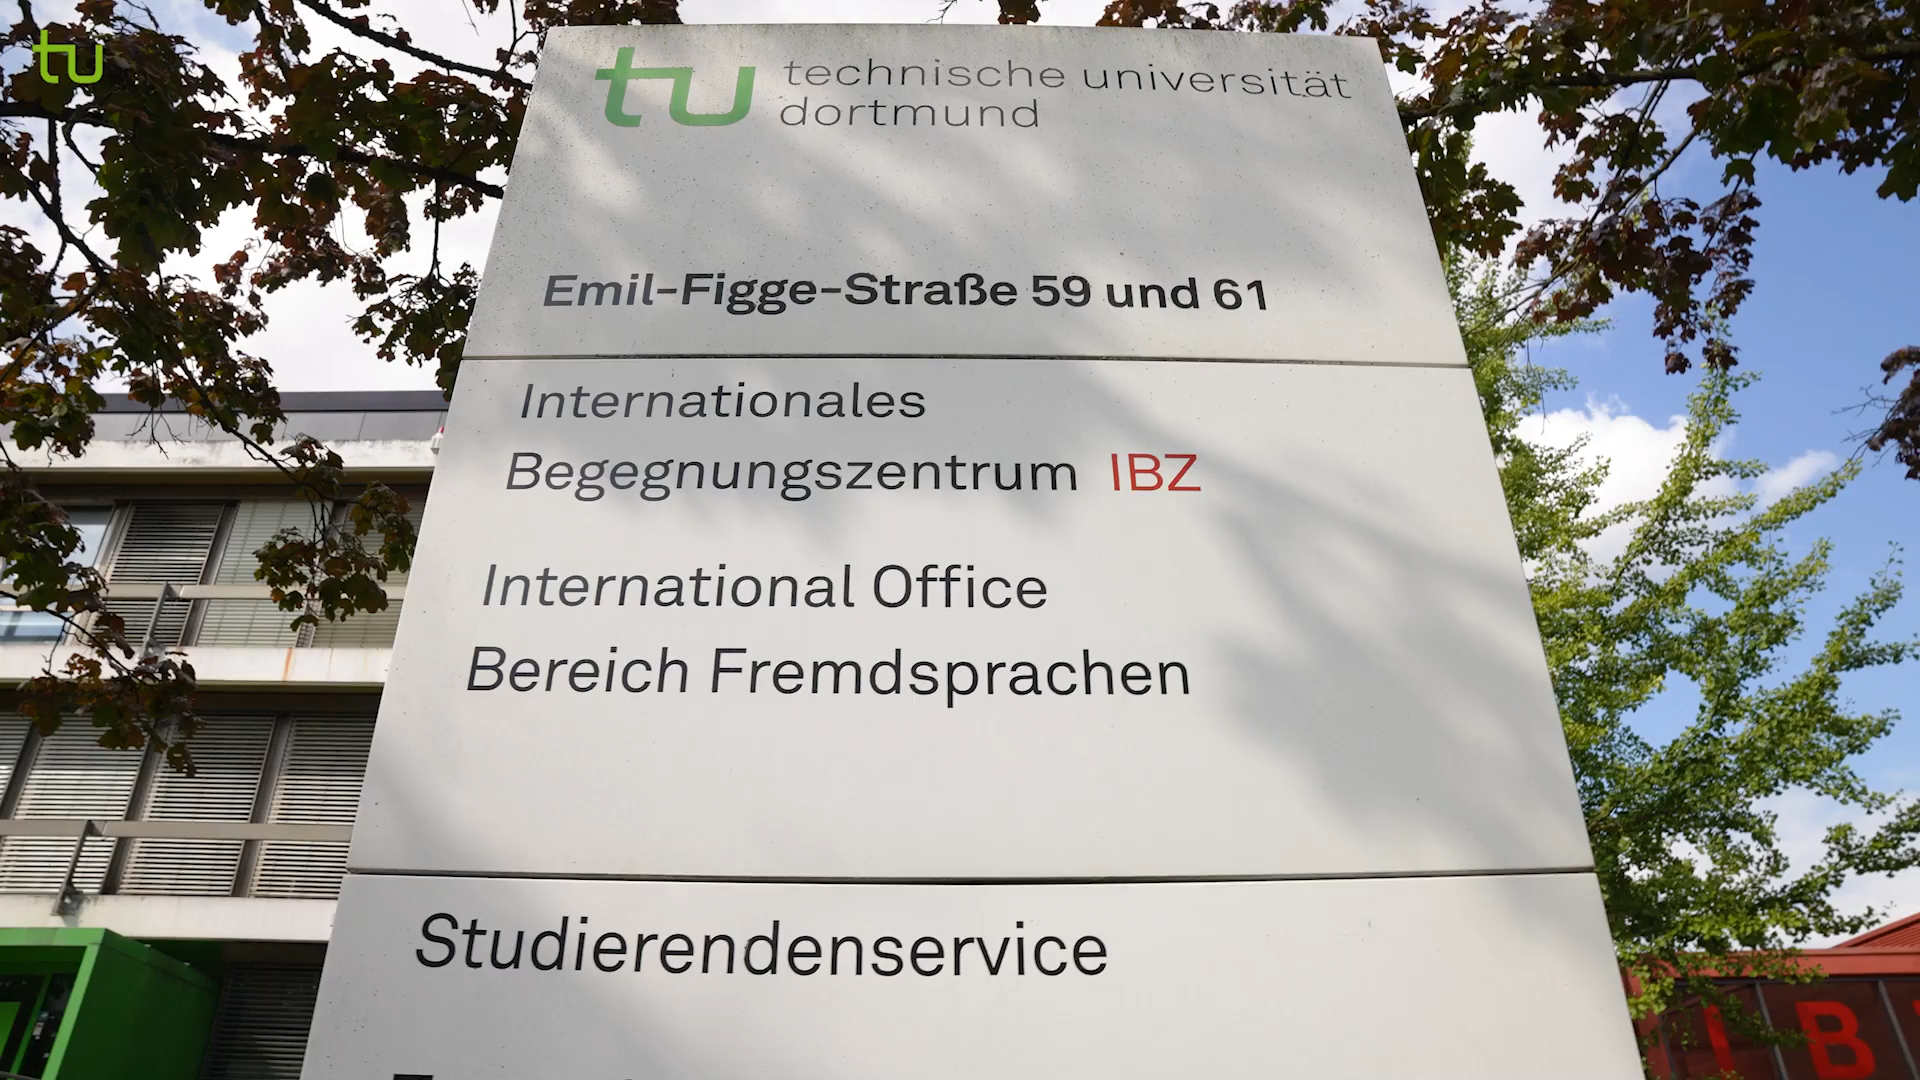 tu
tu technische universität
dortmund
Emil-Figge-Straße 59 und 61
Internationales
Begegnungszentrum IBZ
International Office
Bereich Fremdsprachen
Studierendenservice
I B